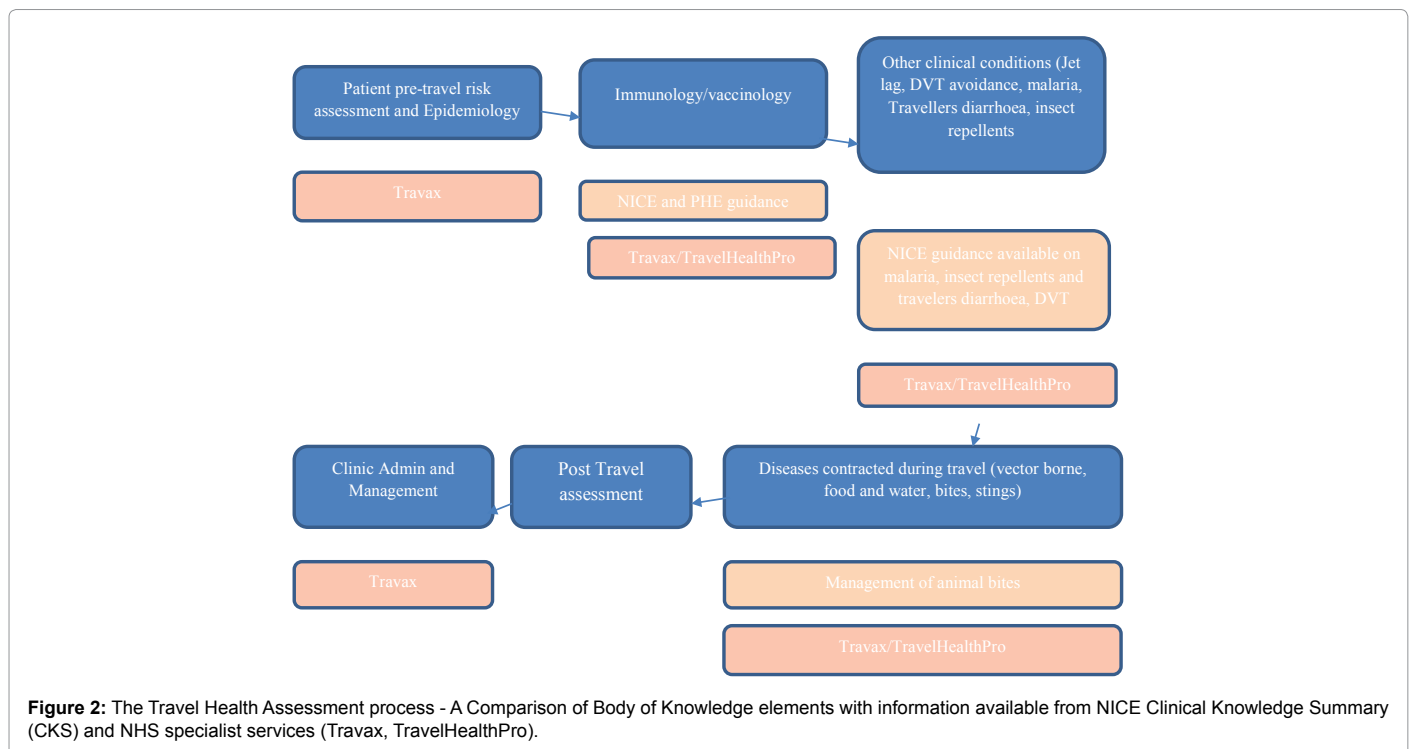 Patient pre-travel risk
assessment and Epidemiology
Immunology/vaccinology
Other clinical conditions (Jet
lag, DVT avoidance, malaria,
Travellers diarrhoea, insect
repellents
Travax
NICE and PHE guidance
Travax/TravelHealthPro
NICE guidance available on
malaria, insect repellents and
travelers diarrhoea, DVT
Travax/TravelHealthPro
Clinic Admin and
Management
Post Travel
assessment
Diseases contracted during travel (vector borne,
food and water, bites, stings)
Travax
Management of animal bites
Travax/TravelHealthPro
Figure 2: The Travel Health Assessment process - A Comparison of Body of Knowledge elements with information available from NICE Clinical Knowledge Summary
(CKS) and NHS specialist services (Travax, TravelHealthPro).